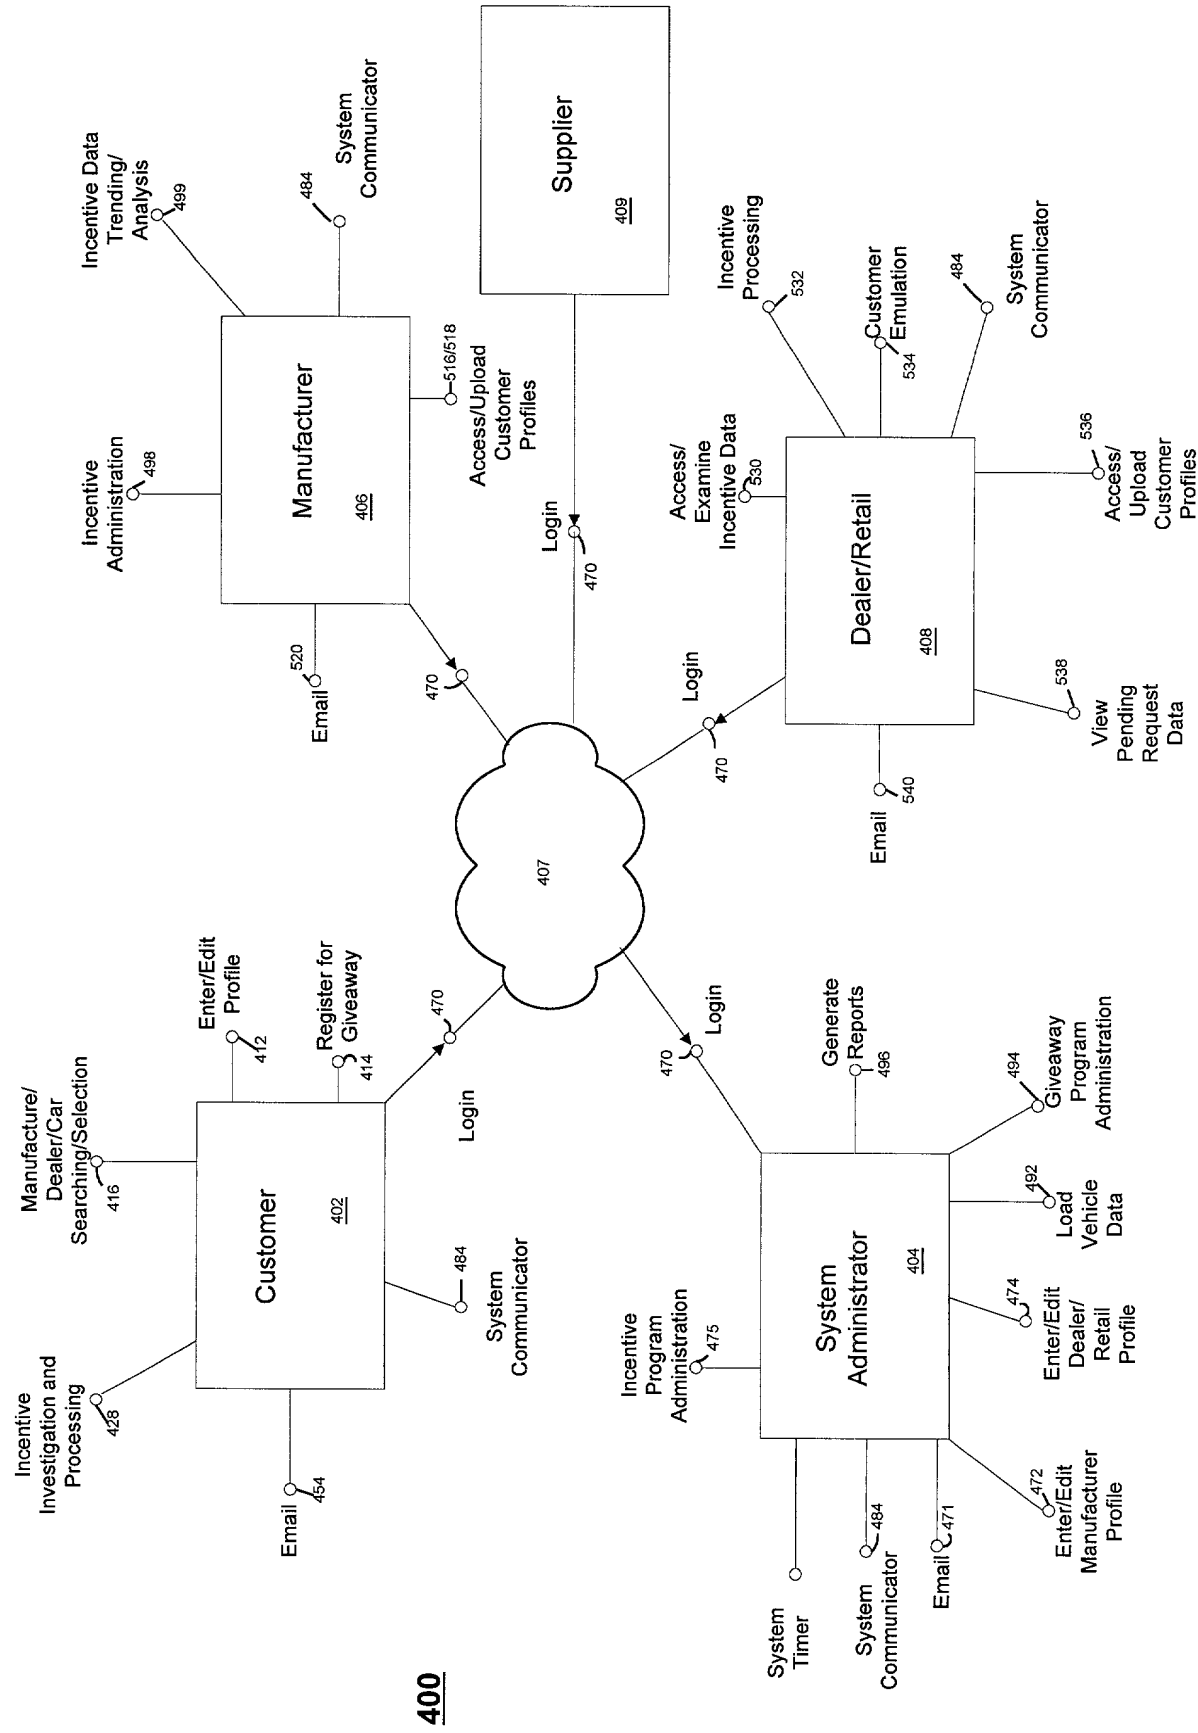 400
Incentive
Investigation and
Processing
428
Manufacture/
Dealer/Car
Searching/Selection
416
Enter/Edit
Profile
412
Register for
Giveaway
414
Customer
402
Email
454
System
Communicator
484
Login
470
Incentive
Administration
498
Incentive Data
Trending/
Analysis
499
484
System
Communicator
Manufacturer
406
Email
520
516/518
Access/Upload
Customer
Profiles
470
407
Login
470
Supplier
409
Incentive
Program
Administration
475
Login
470
System
Administrator
404
Generate
Reports
496
System
Timer
System
Communicator
484
Email
471
472
Enter/Edit
Manufacturer
Profile
474
Enter/Edit
Dealer/
Retail
Profile
492
Load
Vehicle
Data
494
Giveaway
Program
Administration
Login
470
Access/
Examine
Incentive Data
530
Incentive
Processing
532
Customer
Emulation
534
484
System
Communicator
Dealer/Retail
408
Email
540
538
View
Pending
Request
Data
536
Access/
Upload
Customer
Profiles